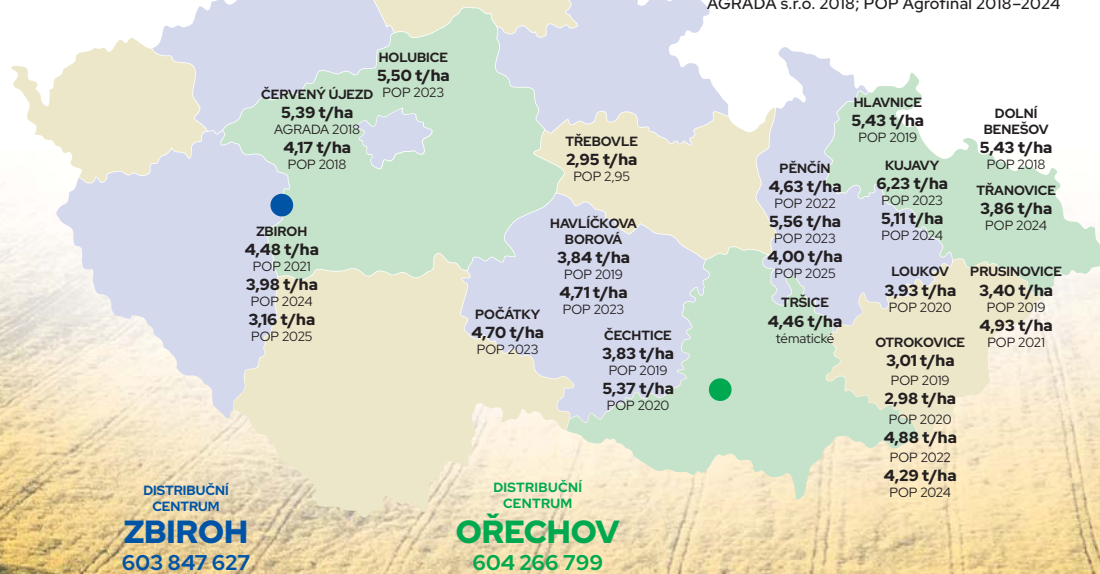 AGRADA s.r.o. 2018; POP Agrofinal 2018–2024
HOLUBICE
5,50 t/ha
POP 2023
ČERVENÝ ÚJEZD
5,39 t/ha
AGRADA 2018
4,17 t/ha
POP 2018
ZBIROH
4,48 t/ha
POP 2021
3,98 t/ha
POP 2024
3,16 t/ha
POP 2025
TŘEBOVLE
2,95 t/ha
POP 2,95
HAVLÍČKOVA
BOROVÁ
3,84 t/ha
POP 2019
4,71 t/ha
POP 2023
POČÁTKY
4,70 t/ha
POP 2023
ČECHTICE
3,83 t/ha
POP 2019
5,37 t/ha
POP 2020
PĚNČÍN
4,63 t/ha
POP 2022
5,56 t/ha
POP 2023
4,00 t/ha
POP 2025
TRŠICE
4,46 t/ha
tématické
HLAVNICE
5,43 t/ha
POP 2019
KUJAVY
6,23 t/ha
POP 2023
5,11 t/ha
POP 2024
DOLNÍ
BENEŠOV
5,43 t/ha
POP 2018
TŘANOVICE
3,86 t/ha
POP 2024
LOUKOV
3,93 t/ha
POP 2020
PRUSINOVICE
3,40 t/ha
POP 2019
4,93 t/ha
POP 2021
OTROKOVICE
3,01 t/ha
POP 2019
2,98 t/ha
POP 2020
4,88 t/ha
POP 2022
4,29 t/ha
POP 2024
DISTRIBUČNÍ
CENTRUM
ZBIROH
603 847 627
DISTRIBUČNÍ
CENTRUM
OŘECHOV
604 266 799